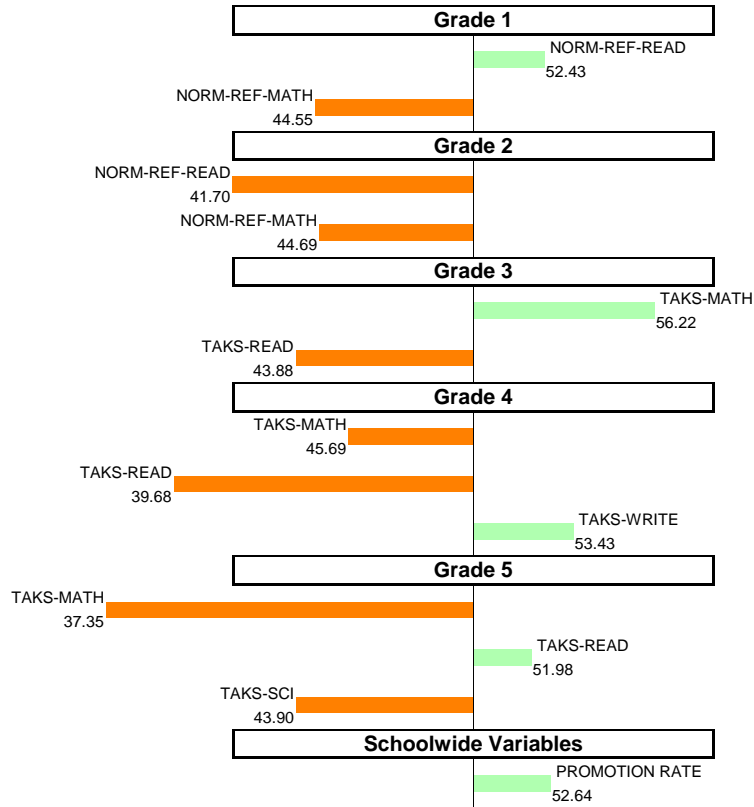 Grade 1
NORM-REF-READ
52.43
NORM-REF-MATH
44.55
Grade 2
NORM-REF-READ
41.70
NORM-REF-MATH
44.69
Grade 3
TAKS-MATH
56.22
TAKS-READ
43.88
Grade 4
TAKS-MATH
45.69
TAKS-READ
39.68
TAKS-WRITE
53.43
Grade 5
TAKS-MATH
37.35
TAKS-READ
51.98
TAKS-SCI
43.90
Schoolwide Variables
PROMOTION RATE
52.64